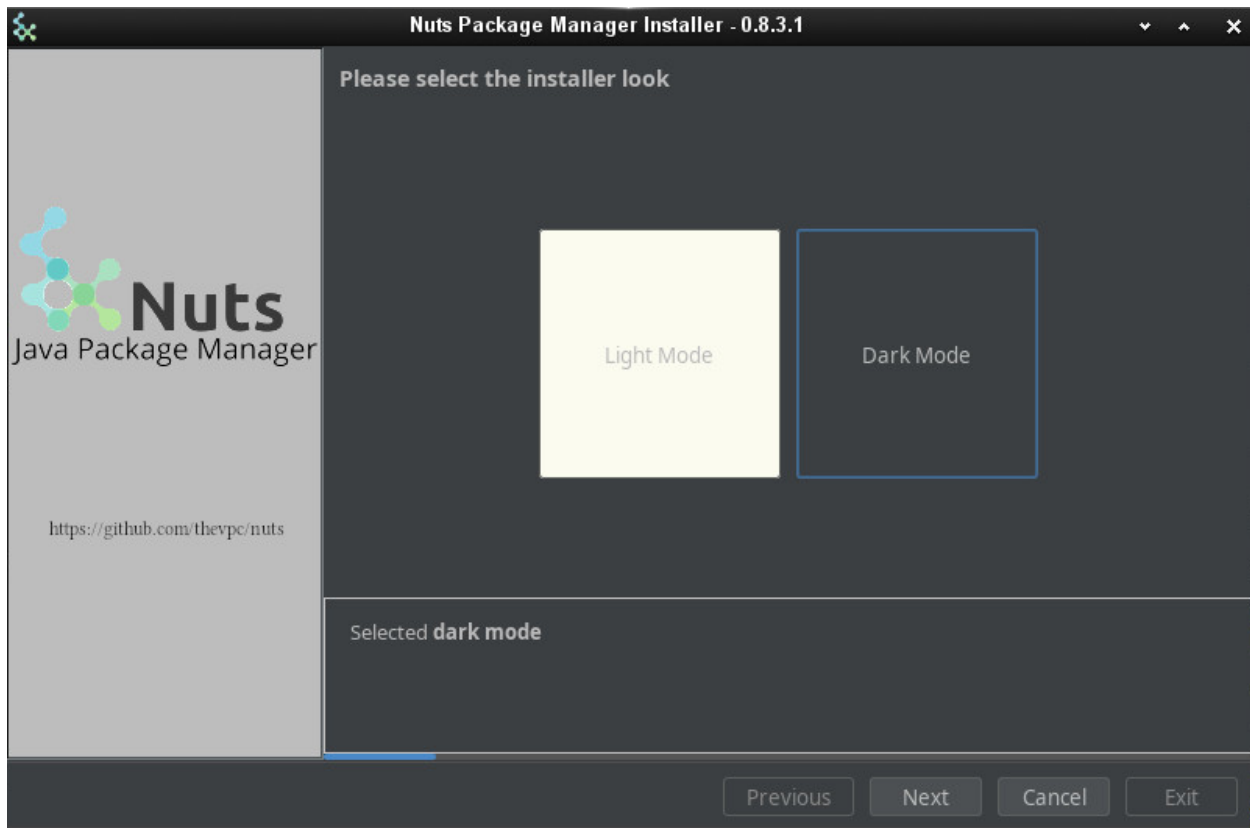 Nuts Package Manager Installer - 0.8.3.1
Please select the installer look
Nuts
Java Package Manager
https://github.com/thevpc/nuts
Light Mode
Dark Mode
Selected dark mode
Previous
Next
Cancel
Exit